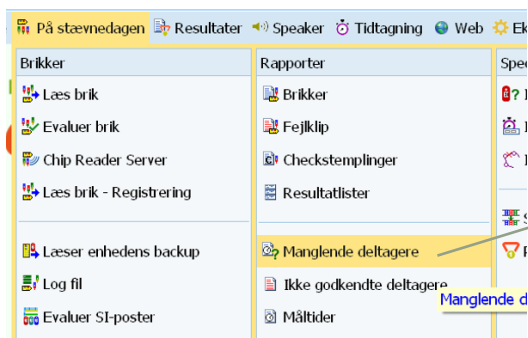 På stævnedagen Resultater Speaker Tidtagning Web
Brikker
Læs brik
Evaluer brik
Chip Reader Server
Læs brik - Registrering
Læser enhedens backup
Log fil
Evaluer SI-poster
Rapporter
Brikker
Fejlklip
Checkstemplinger
Resultatlister
Manglende deltagere
Ikke godkendte deltagere
Måltider
Manglende d